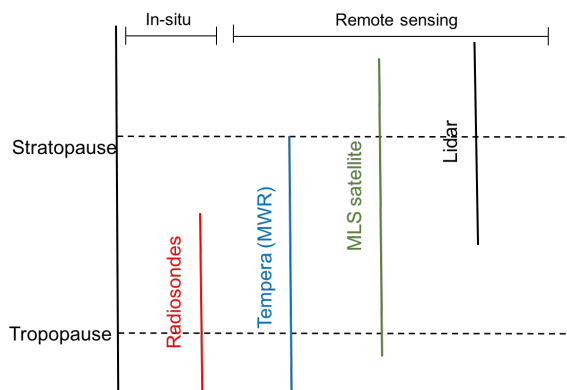 In-situ
Remote sensing
Stratopause
Tropopause
Radiosondes
Tempera (MWR)
MLS satellite
Lidar